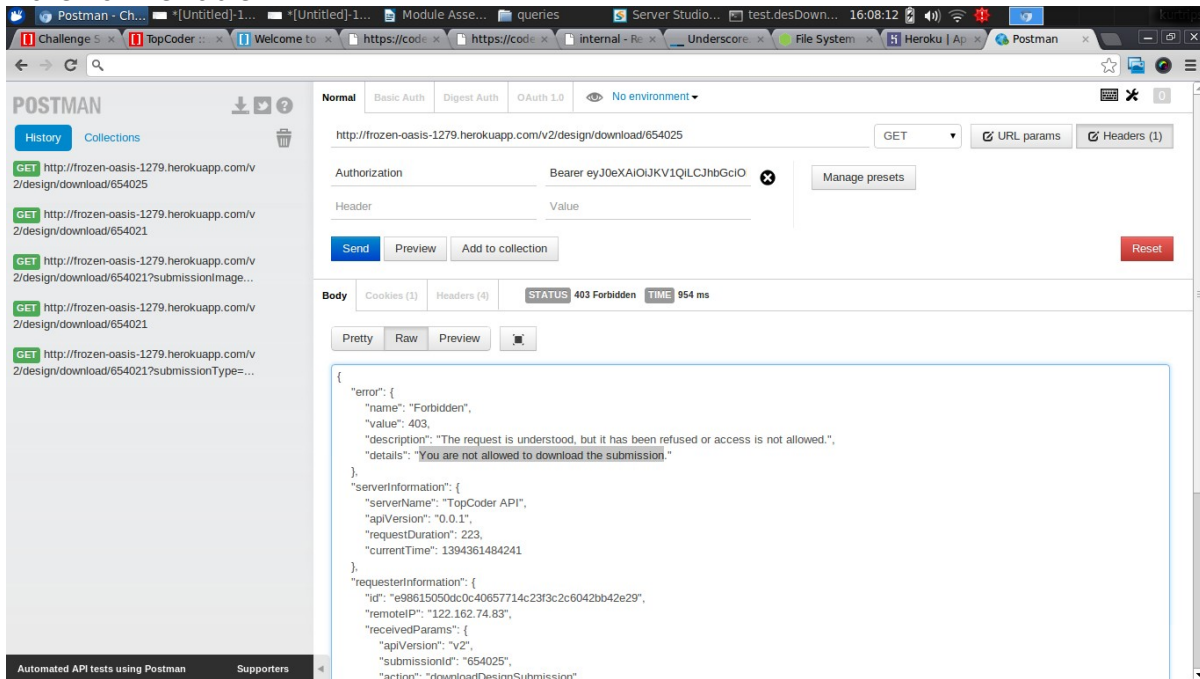 Postman - Ch... *[Untitled]-1... *[Untitled]-1... Module Asse... queries Server Studio... test.desDown... 16:08:12
Challenge S TopCoder :: Welcome to https://code https://code internal - Re __ Underscore. File System Heroku | Ap Postman
POSTMAN
History Collections
GET http://frozen-oasis-1279.herokuapp.com/v
2/design/download/654025
GET http://frozen-oasis-1279.herokuapp.com/v
2/design/download/654021
GET http://frozen-oasis-1279.herokuapp.com/v
2/design/download/654021?submissionImage...
GET http://frozen-oasis-1279.herokuapp.com/v
2/design/download/654021
GET http://frozen-oasis-1279.herokuapp.com/v
2/design/download/654021?submissionType=...
Automated API tests using Postman Supporters
Normal Basic Auth Digest Auth OAuth 1.0 No environment 0
http://frozen-oasis-1279.herokuapp.com/v2/design/download/654025 GET URL params Headers (1)
Authorization Bearer eyJ0eXAiOiJKV1QiLCJhbGciO Manage presets
Header Value
Send Preview Add to collection Reset
Body Cookies (1) Headers (4) STATUS 403 Forbidden TIME 954 ms
Pretty Raw Preview
{
"error": {
"name": "Forbidden",
"value": 403,
"description": "The request is understood, but it has been refused or access is not allowed.",
"details": "You are not allowed to download the submission."
},
"serverInformation": {
"serverName": "TopCoder API",
"apiVersion": "0.0.1",
"requestDuration": 223,
"currentTime": 1394361484241
},
"requesterInformation": {
"id": "e98615050dc0c40657714c23f3c2c6042bb42e29",
"remoteIP": "122.162.74.83",
"receivedParams": {
"apiVersion": "v2",
"submissionId": "654025",
"action": "downloadDesignSubmission"